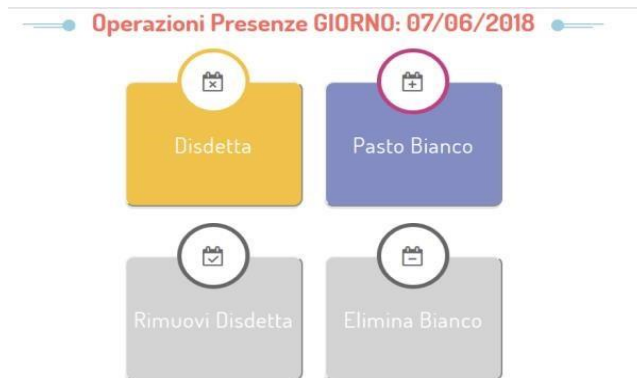 Operazioni Presenze GIORNO: 07/06/2018
Disdetta
Pasto Bianco
Rimuovi Disdetta
Elimina Bianco